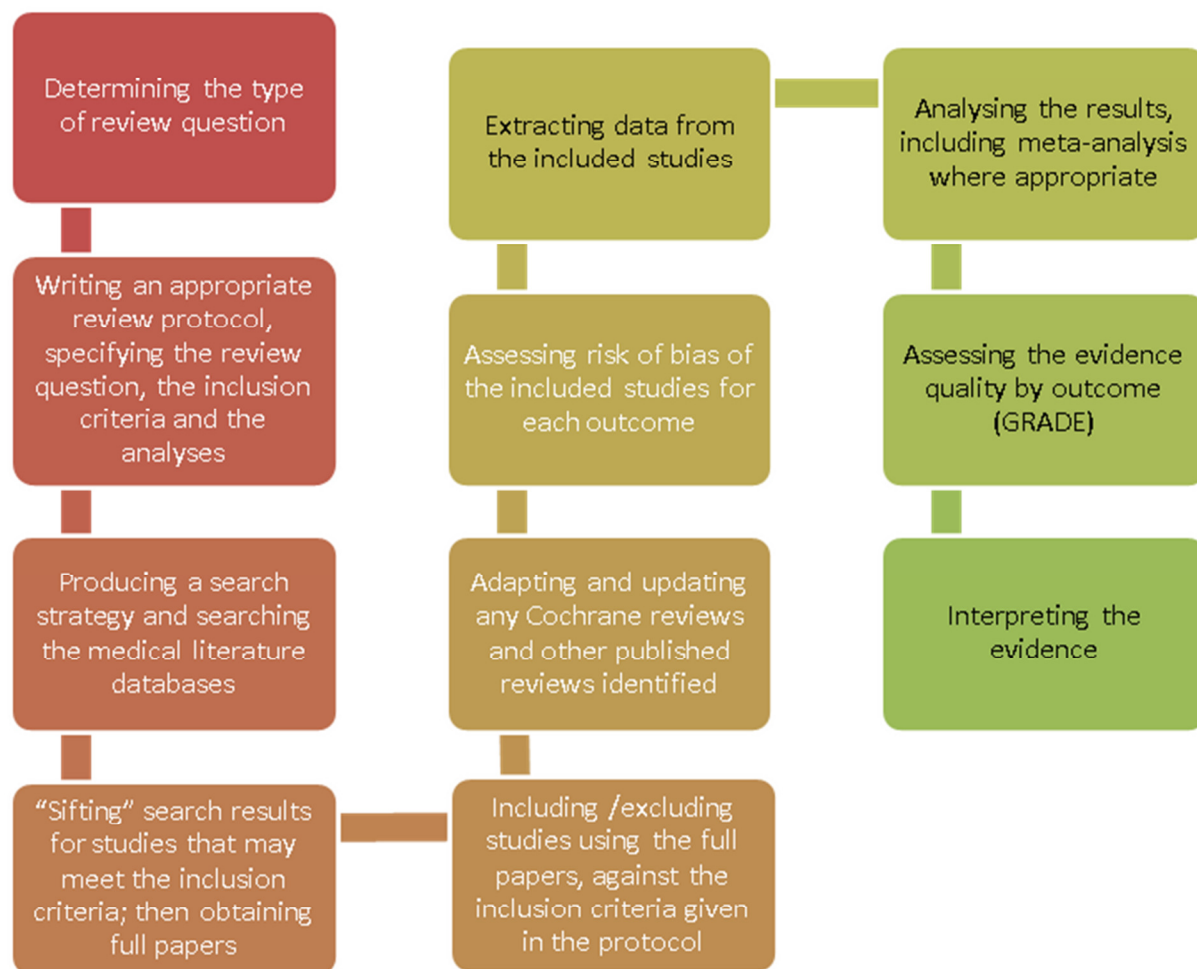 Determining the type
of review question
Writing an appropriate
review protocol,
specifying the review
question, the inclusion
criteria and the
analyses
Producing a search
strategy and searching
the medical literature
databases
“Sifting” search results
for studies that may
meet the inclusion
criteria; then obtaining
full papers
Including /excluding
studies using the full
papers, against the
inclusion criteria given
in the protocol
Adapting and updating
any Cochrane reviews
and other published
reviews identified
Assessing risk of bias of
the included studies for
each outcome
Extracting data from
the included studies
Analysing the results,
including meta-analysis
where appropriate
Assessing the evidence
quality by outcome
(GRADE)
Interpreting the
evidence